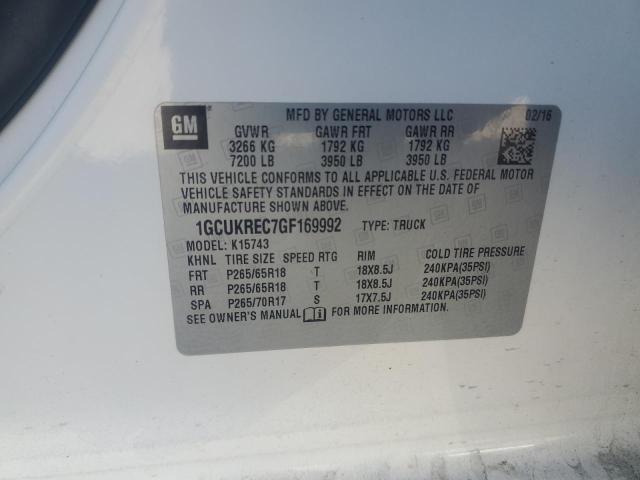 GM
MFD BY GENERAL MOTORS LLC 02/16
GVWR GAWR FRT GAWR RR
3266 KG 1792 KG 1792 KG
7200 LB 3950 LB 3950 LB
THIS VEHICLE CONFORMS TO ALL APPLICABLE U.S. FEDERAL MOTOR
VEHICLE SAFETY STANDARDS IN EFFECT ON THE DATE OF
MANUFACTURE SHOWN ABOVE.
1GCUKREC7GF169992 TYPE: TRUCK
MODEL: K15743
KHNL TIRE SIZE SPEED RTG RIM COLD TIRE PRESSURE
FRT P265/65R18 T 18X8.5J 240KPA(35PSI)
RR P265/65R18 T 18X8.5J 240KPA(35PSI)
SPA P265/70R17 S 17X7.5J 240KPA(35PSI)
SEE OWNER'S MANUAL FOR MORE INFORMATION.